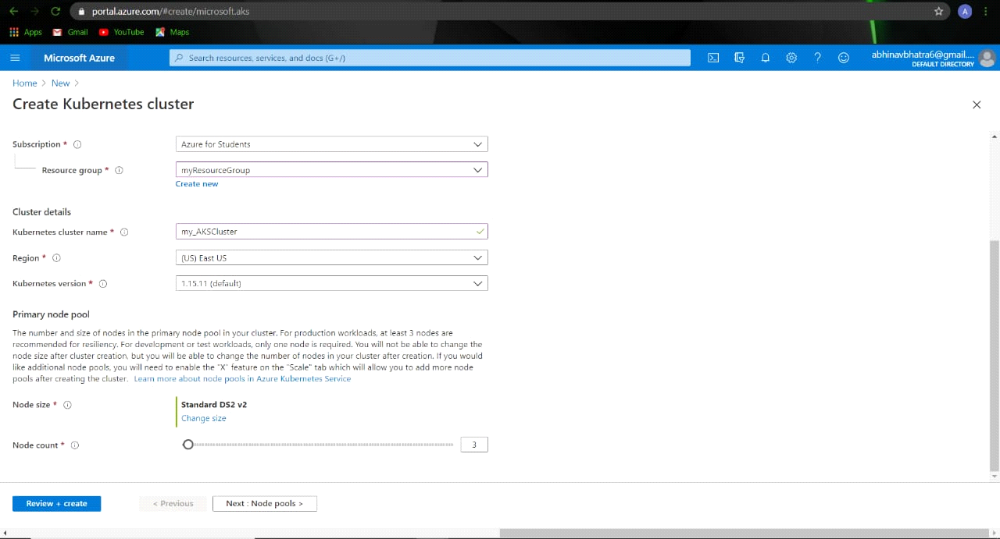 portal.azure.com/#create/microsoft.aks
A
Apps Gmail YouTube Maps
Microsoft Azure
Search resources, services, and docs (G+/)
abhinavbhatra6@gmail....
DEFAULT DIRECTORY
Home > New >
Create Kubernetes cluster
Subscription * Azure for Students
Resource group * myResourceGroup
Create new
Cluster details
Kubernetes cluster name * my_AKSCluster
Region * (US) East US
Kubernetes version * 1.15.11 (default)
Primary node pool
The number and size of nodes in the primary node pool in your cluster. For production workloads, at least 3 nodes are
recommended for resiliency. For development or test workloads, only one node is required. You will not be able to change the
node size after cluster creation, but you will be able to change the number of nodes in your cluster after creation. If you would
like additional node pools, you will need to enable the "X" feature on the "Scale" tab which will allow you to add more node
pools after creating the cluster. Learn more about node pools in Azure Kubernetes Service
Node size * Standard DS2 v2
Change size
Node count * 3
Review + create < Previous Next : Node pools >